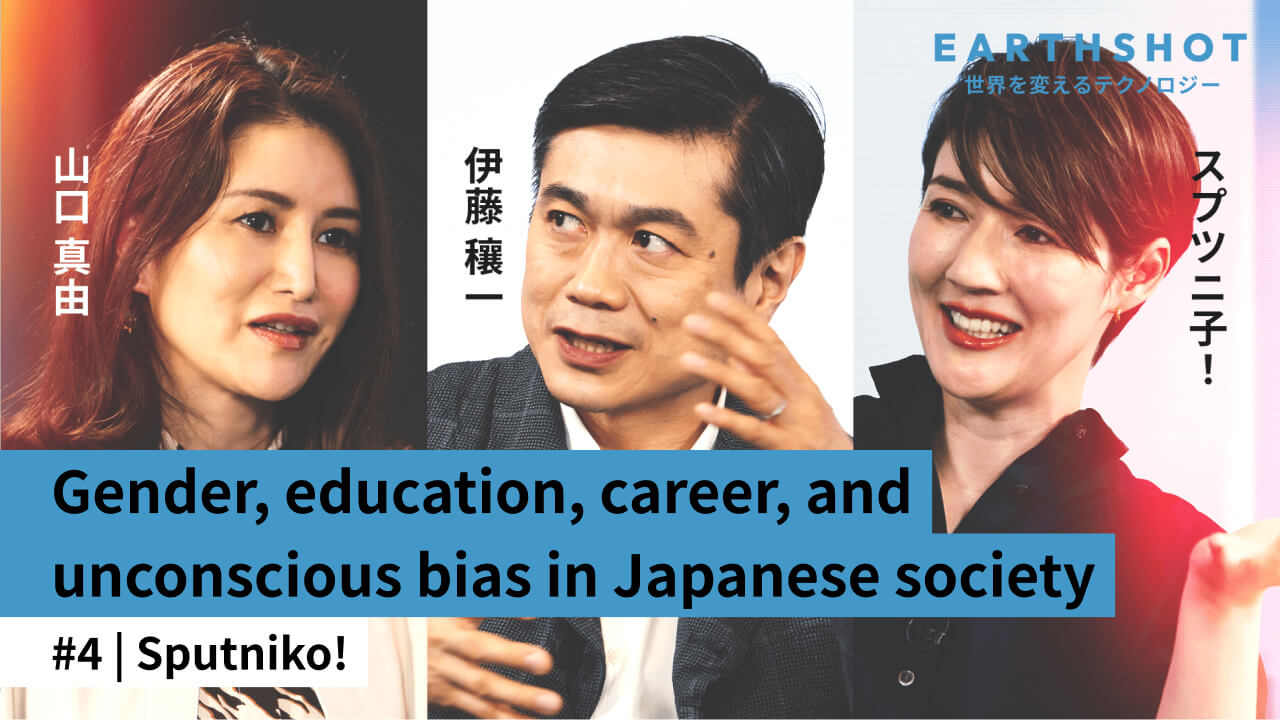 EARTHSHOT
世界を変えるテクノロジー
山口 真由
伊藤 穰一
スプツニ子！
Gender, education, career, and
unconscious bias in Japanese society
#4 | Sputniko!